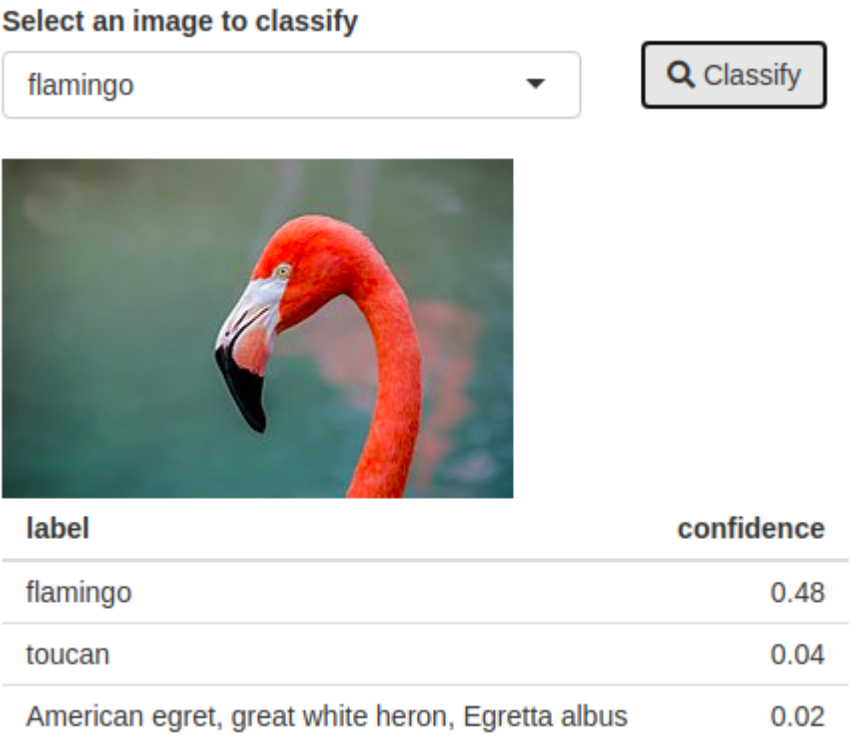 Select an image to classify
flamingo
Classify
label confidence
flamingo 0.48
toucan 0.04
American egret, great white heron, Egretta albus 0.02